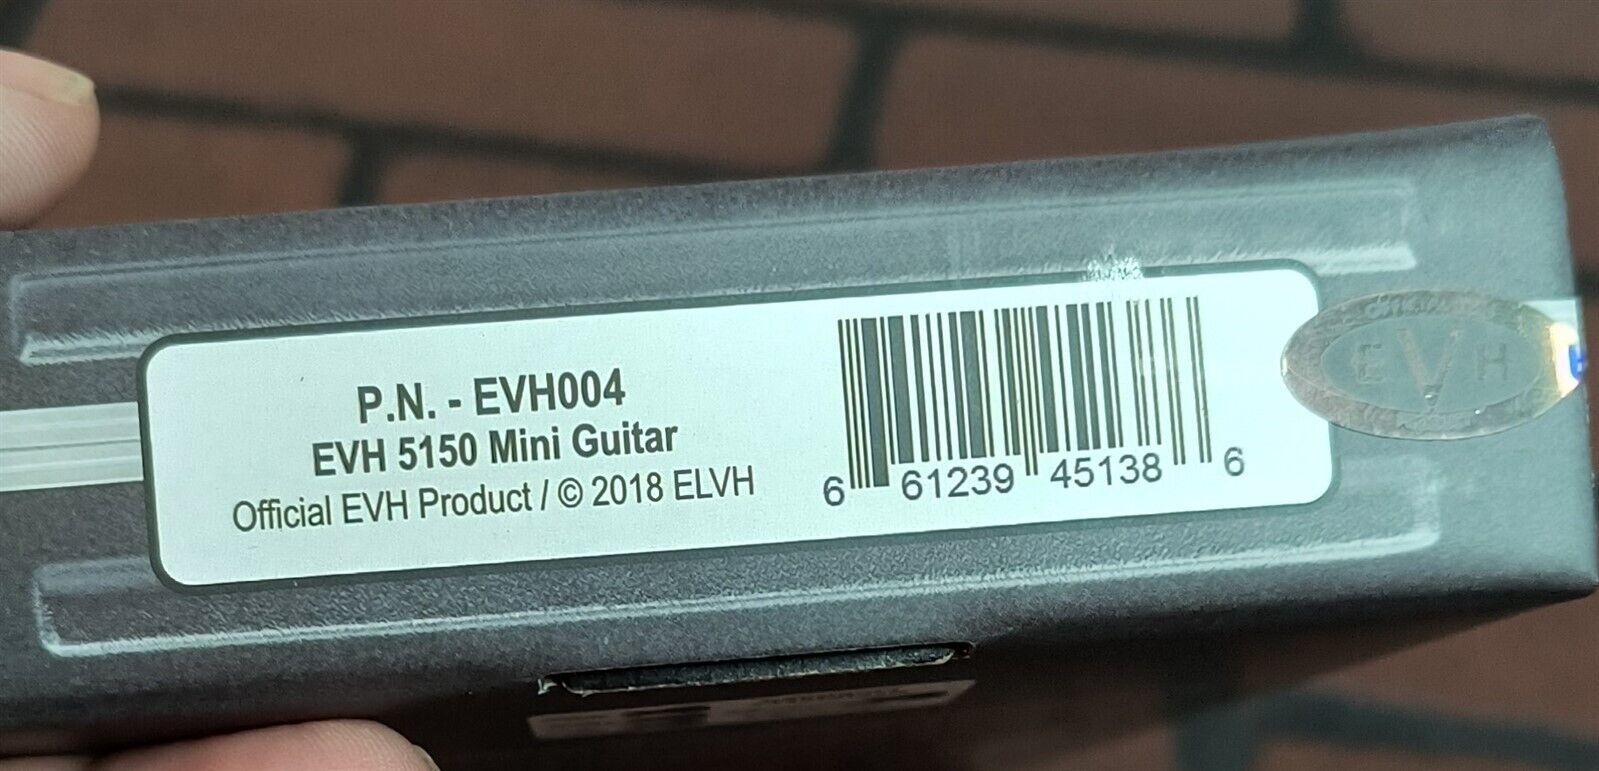 P.N. - EVH004
EVH 5150 Mini Guitar
Official EVH Product / © 2018 ELVH
6 61239 45138 6
EVH